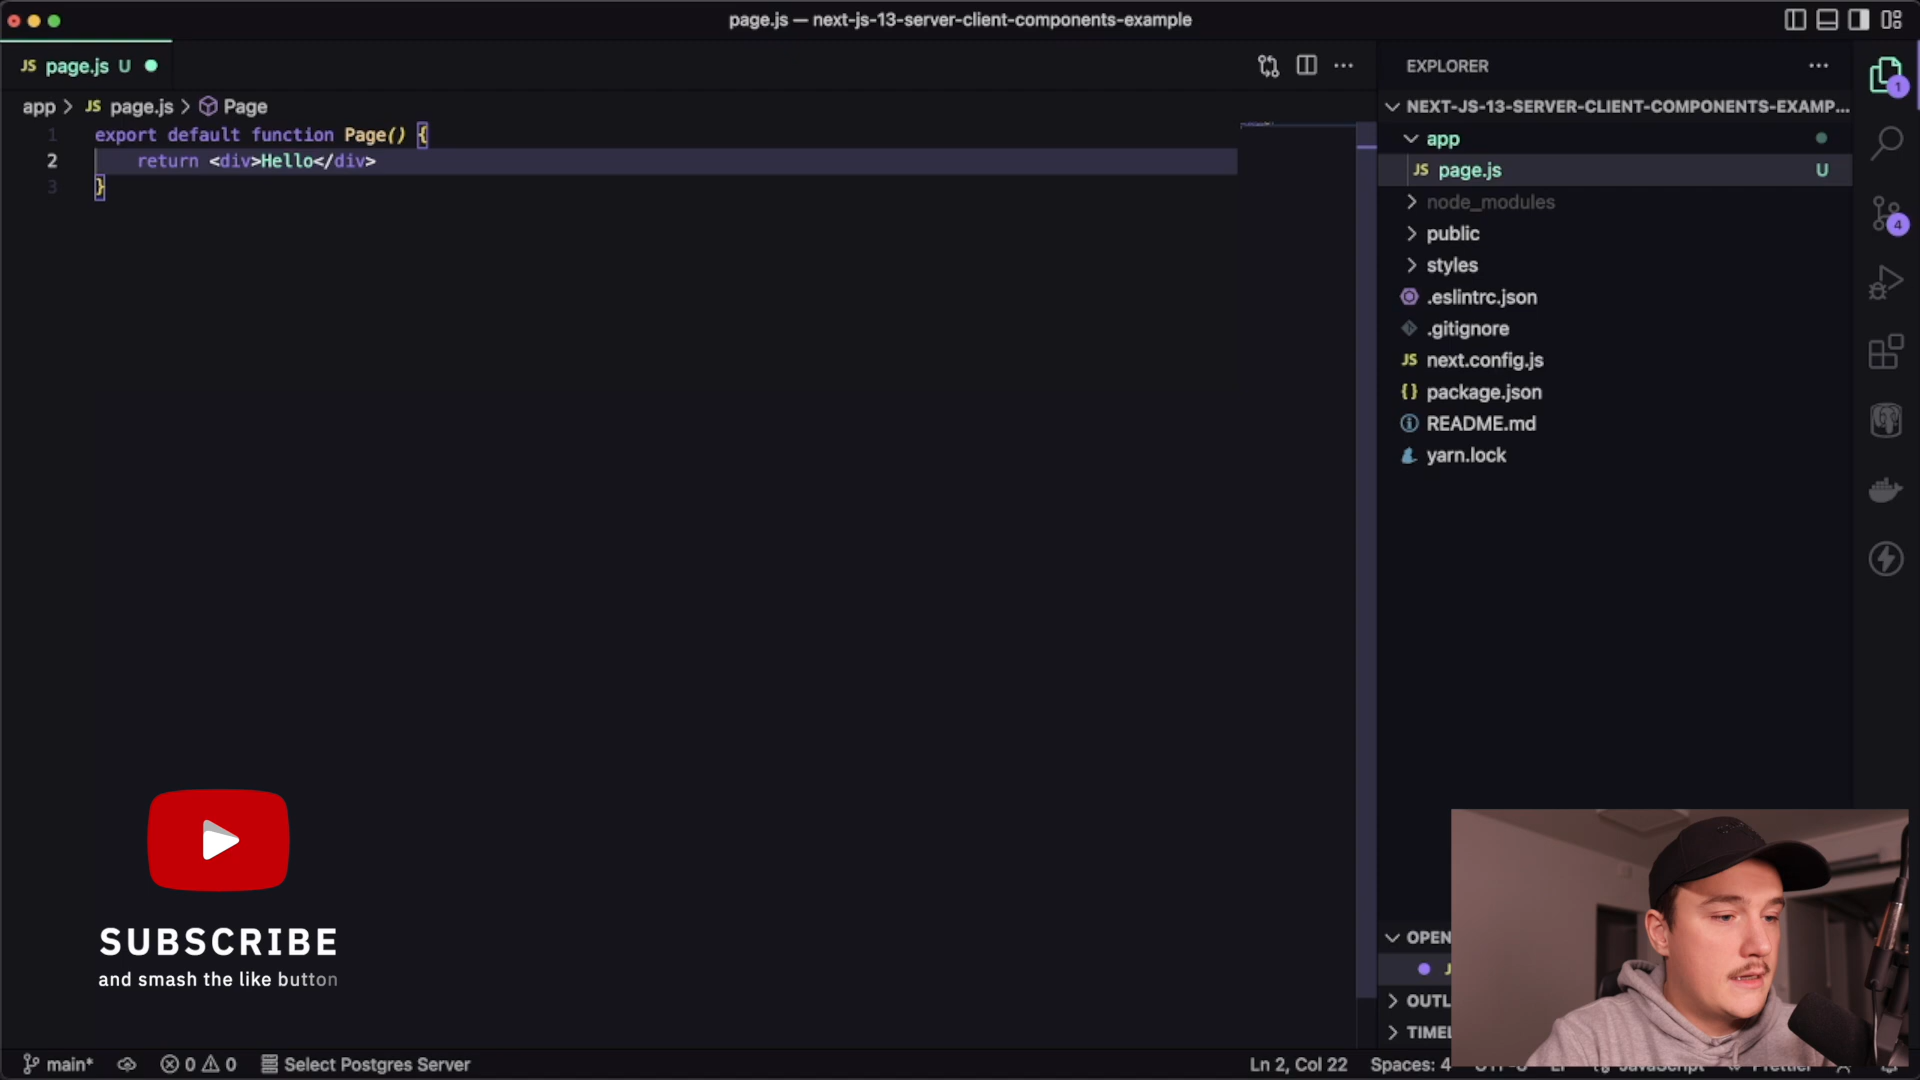 page.js — next-js-13-server-client-components-example
JS page.js U
EXPLORER
app > JS page.js > Page
NEXT-JS-13-SERVER-CLIENT-COMPONENTS-EXAMP...
1 export default function Page() {
2 return <div>Hello</div>
3 }
app
JS page.js U
node_modules
public
styles
.eslintrc.json
.gitignore
JS next.config.js
{} package.json
README.md
yarn.lock
1
4
SUBSCRIBE
and smash the like button
OPEN
OUTL
TIMEL
main* 0 0 Select Postgres Server
Ln 2, Col 22 Spaces: 4 JavaScript Prettier